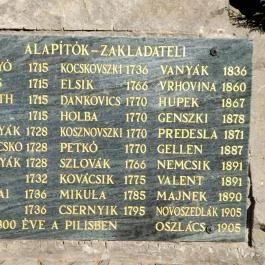 ALAPÍTÓK-ZAKLADATELI
1715 KOCSKOVSZKI 1736 VANYÁK 1836
1715 ELSIK 1766 VRHOVINA 1860
1715 DANKOVICS 1770 HUPEK 1867
1715 HOLBA 1770 GENSZKI 1878
1728 KOSZNOVSZKI 1770 PREDESLA 1871
1728 PETKÓ 1770 GELLEN 1887
1728 SZLOVÁK 1766 NEMCSIK 1891
1732 KOVÁCSIK 1775 VALENT 1891
1736 MIKULA 1785 MAJNEK 1890
1736 CSERNYIK 1795 NOVOSZEDLÁK 1905
300 ÉVE A PILISBEN OSZLÁCS 1905